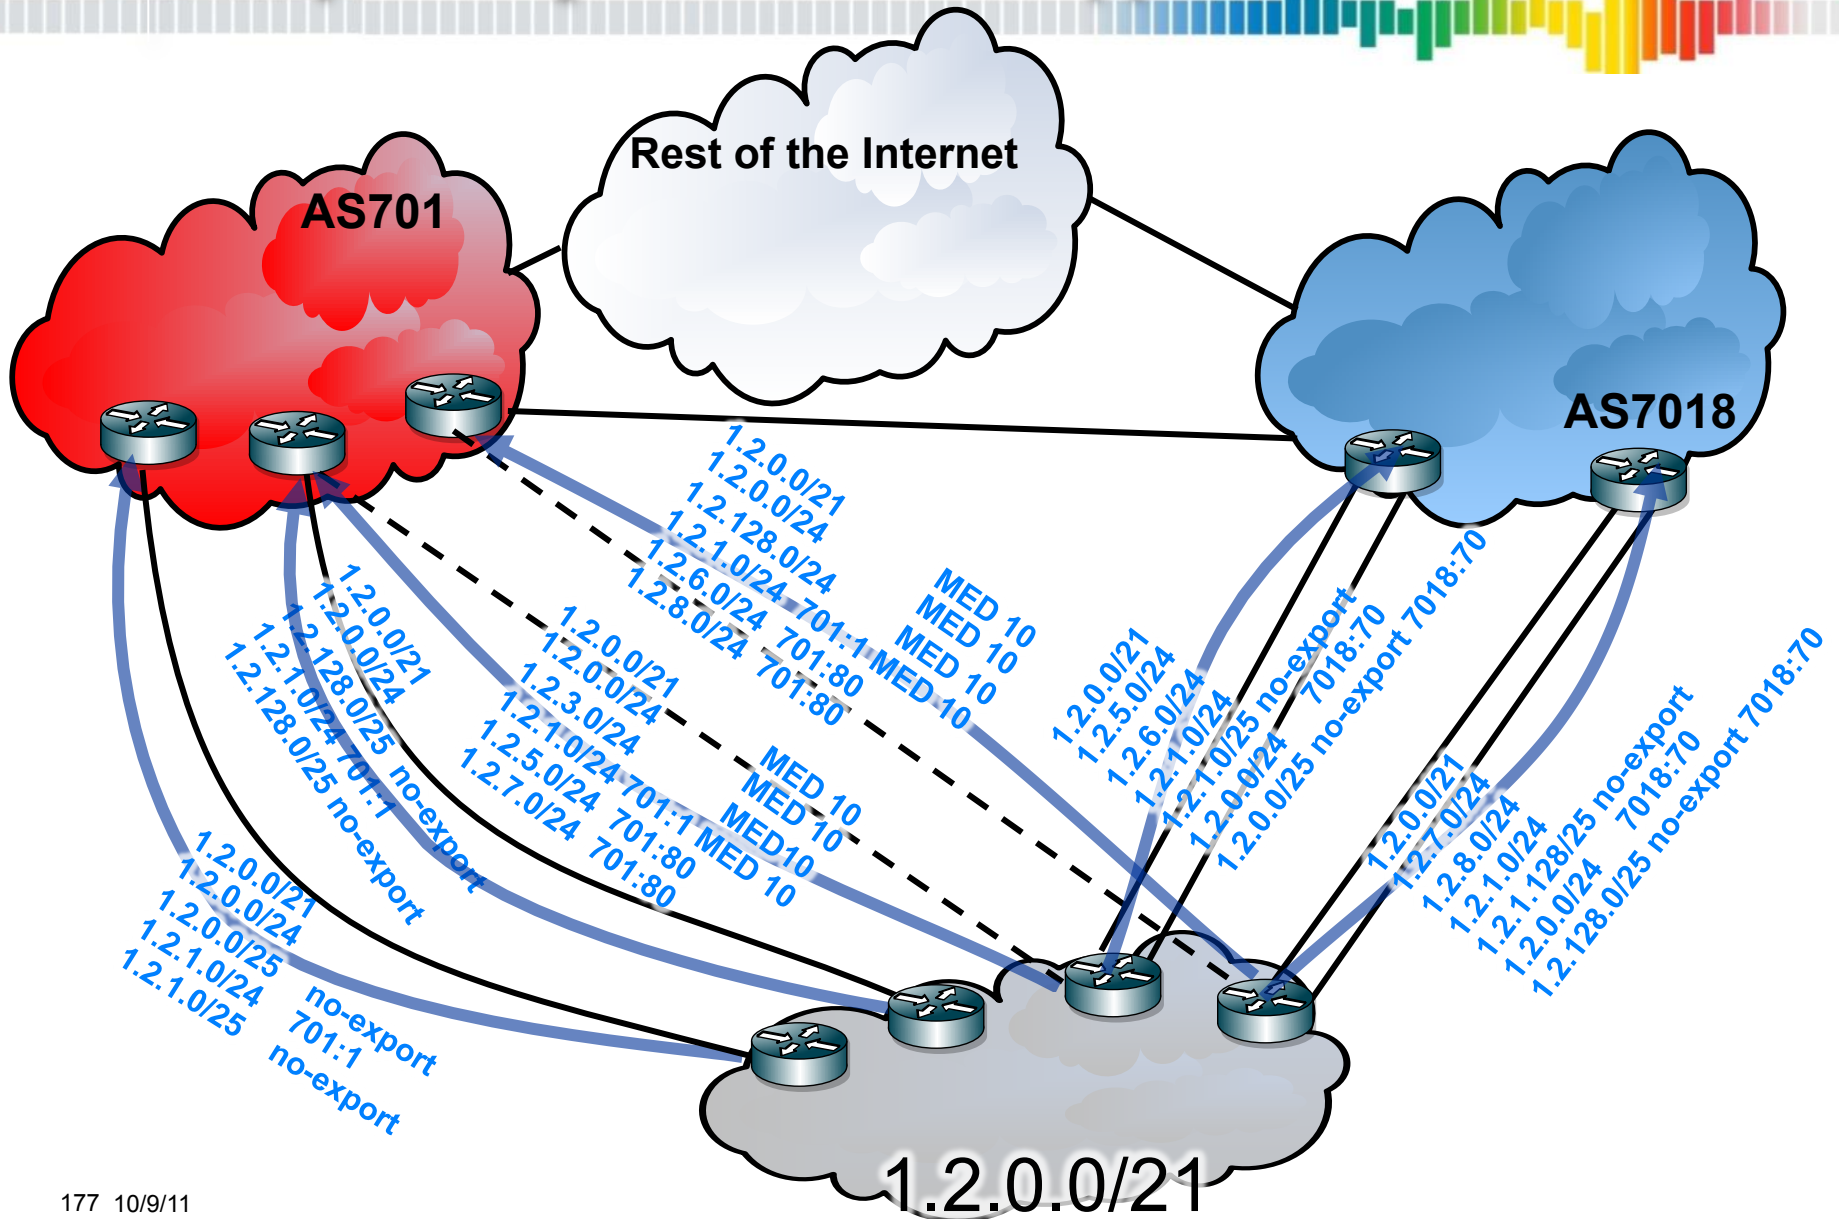 Rest of the Internet
AS701
AS7018
1.2.0.0/21
1.2.0.0/24
1.2.128.0/24
1.2.1.0/24 701:1 MED 10
1.2.6.0/24 701:80
1.2.8.0/24 701:80
MED 10
MED 10
MED 10
1.2.0.0/21
1.2.0.0/24
1.2.128.0/25 no-export
1.2.1.0/24 701:1
1.2.128.0/25 no-export
1.2.0.0/21
1.2.0.0/24
1.2.3.0/24
1.2.1.0/24 701:1 MED 10
1.2.5.0/24 701:80
1.2.7.0/24 701:80
MED 10
MED 10
MED10
1.2.0.0/21
1.2.5.0/24
1.2.6.0/24
1.2.1.0/24
1.2.1.0/25 no-export
1.2.0.0/24 7018:70
1.2.0.0/25 no-export 7018:70
1.2.0.0/21
1.2.7.0/24
1.2.8.0/24
1.2.1.0/24
1.2.1.128/25 no-export
1.2.0.0/24 7018:70
1.2.128.0/25 no-export 7018:70
1.2.0.0/21
1.2.0.0/24
1.2.0.0/25 no-export
1.2.1.0/24 701:1
1.2.1.0/25 no-export
1.2.0.0/21
177 10/9/11